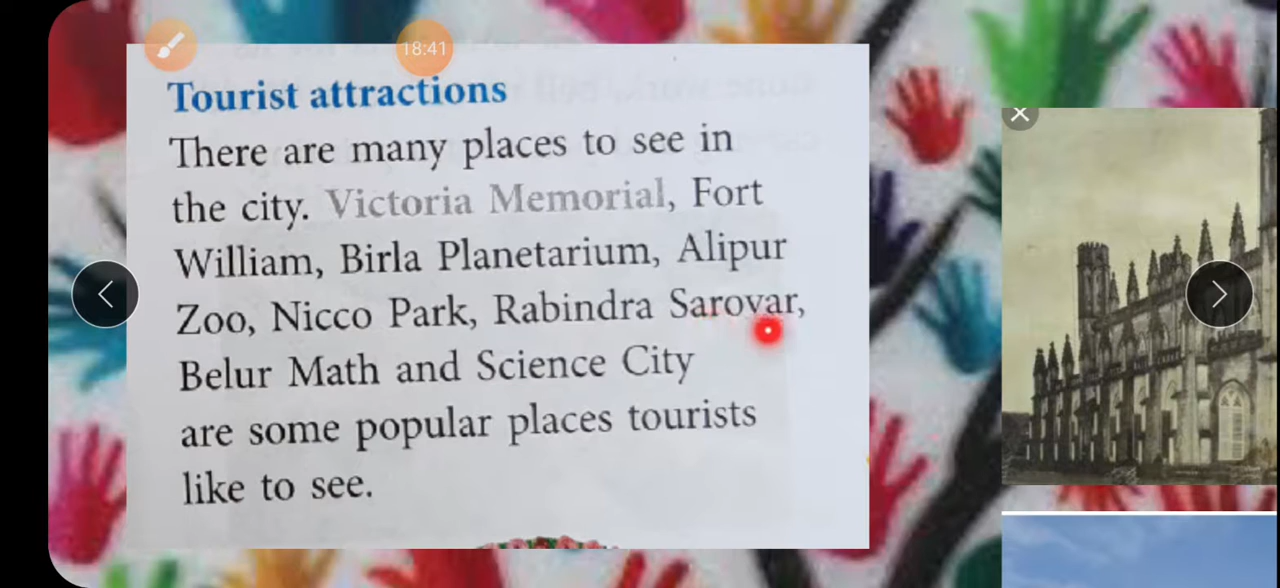 18:41
Tourist attractions
There are many places to see in
the city. Victoria Memorial, Fort
William, Birla Planetarium, Alipur
Zoo, Nicco Park, Rabindra Sarovar,
Belur Math and Science City
are some popular places tourists
like to see.